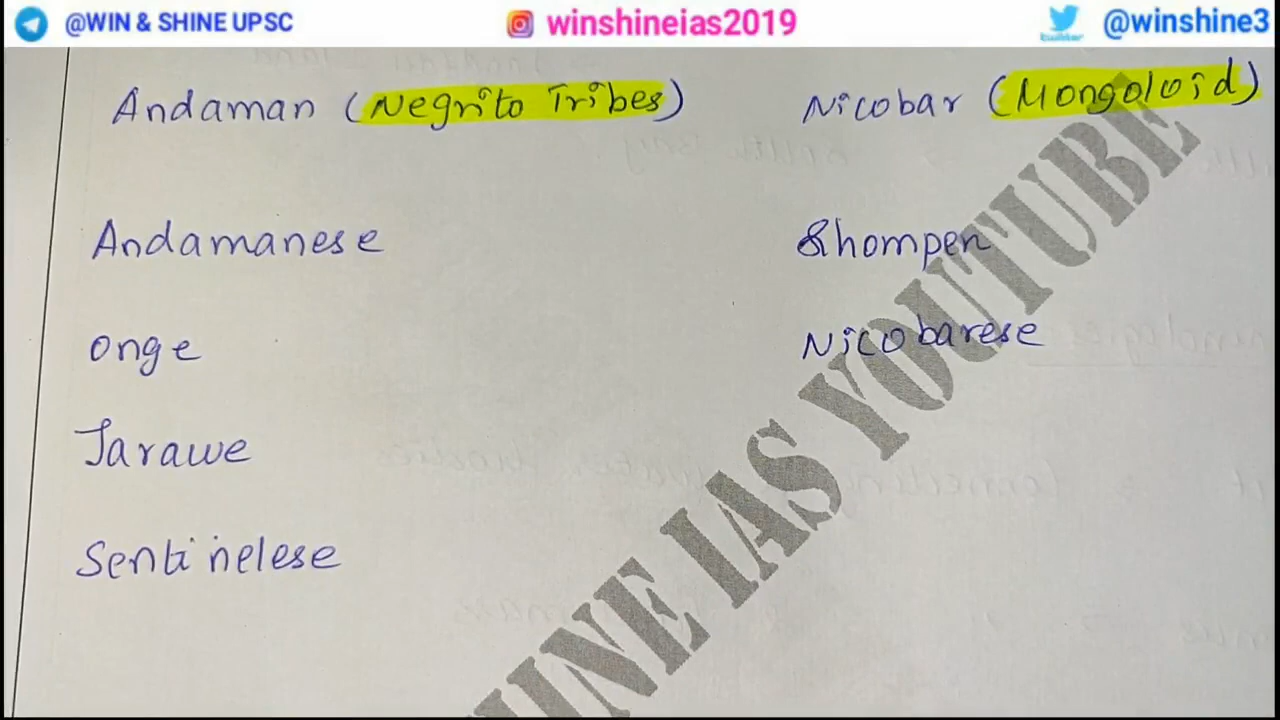 @WIN & SHINE UPSC winshineias2019 @winshine3
Andaman (Negrito Tribes) Nicobar (Mongoloid)
Andamanese Shompen
Onge Nicobarese
Jarawe
Sentinelese
SHINE IAS YOUTUBE